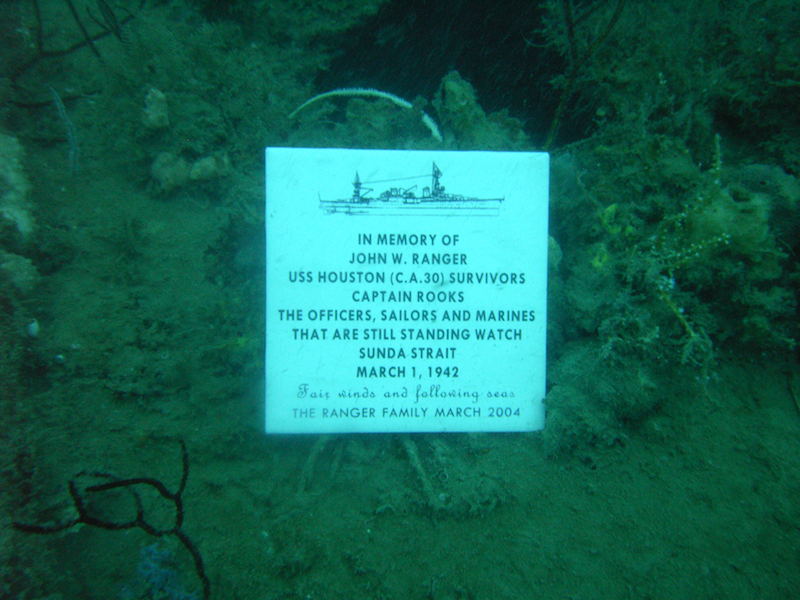 IN MEMORY OF
JOHN W. RANGER
USS HOUSTON (C.A.30) SURVIVORS
CAPTAIN ROOKS
THE OFFICERS, SAILORS AND MARINES
THAT ARE STILL STANDING WATCH
SUNDA STRAIT
MARCH 1, 1942
Fair winds and following seas
THE RANGER FAMILY MARCH 2004